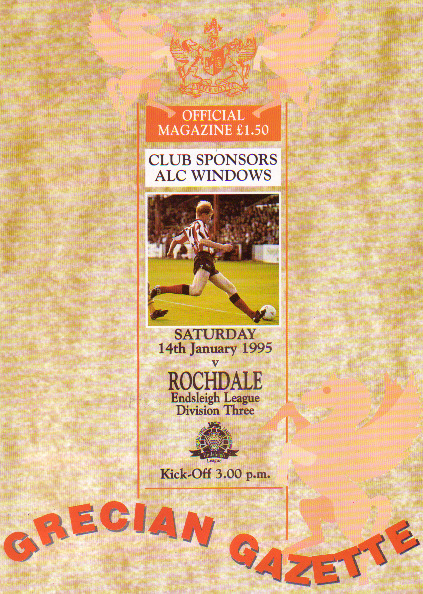 OFFICIAL
MAGAZINE £1.50
CLUB SPONSORS
ALC WINDOWS
SATURDAY
14th January 1995
v
ROCHDALE
Endsleigh League
Division Three
League
Kick-Off 3.00 p.m.
GRECIAN GAZETTE